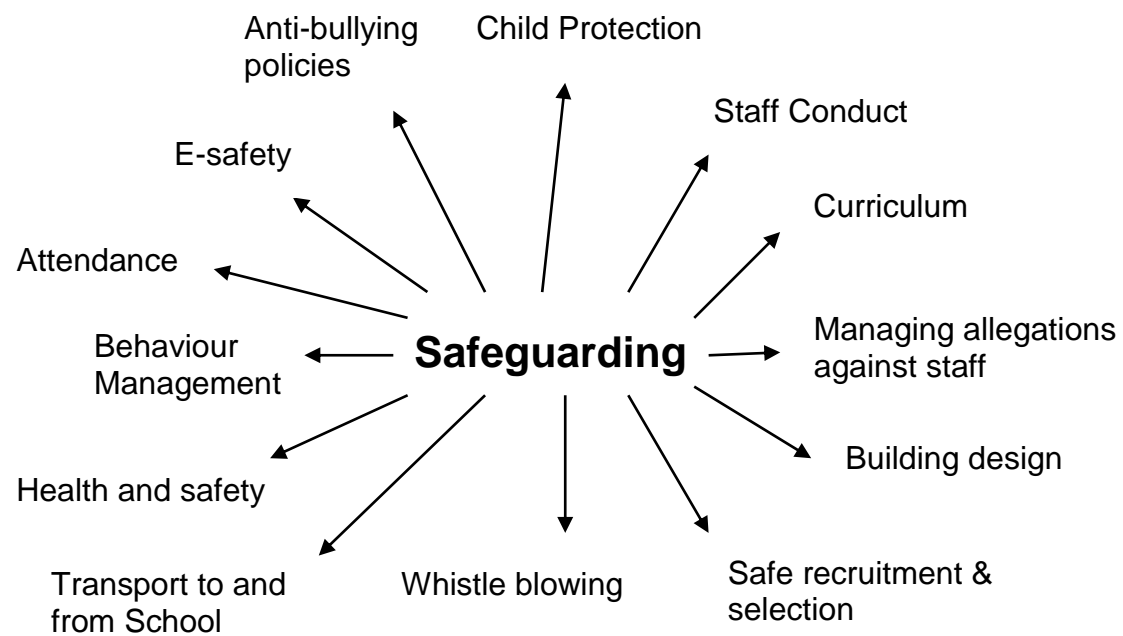 Anti-bullying
policies
Child Protection
Staff Conduct
E-safety
Curriculum
Attendance
Managing allegations
against staff
Behaviour
Management
Safeguarding
Building design
Health and safety
Transport to and
from School
Whistle blowing
Safe recruitment &
selection